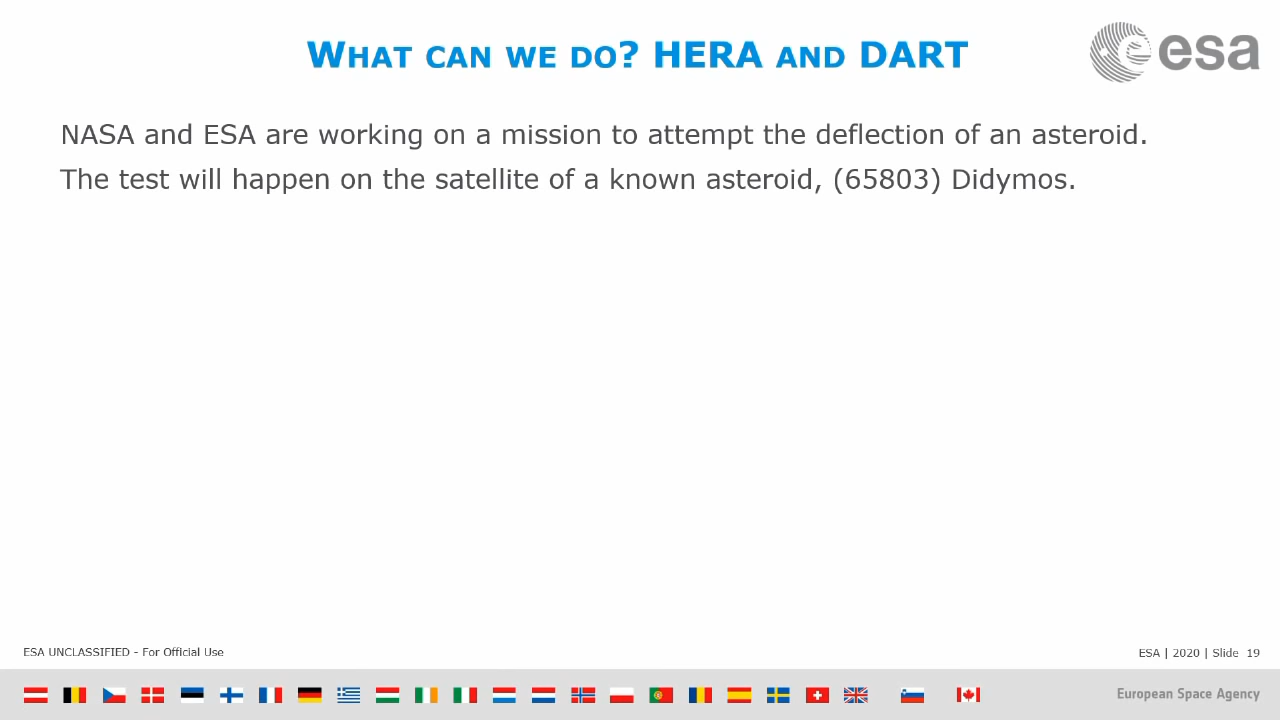 WHAT CAN WE DO? HERA AND DART
esa
NASA and ESA are working on a mission to attempt the deflection of an asteroid.
The test will happen on the satellite of a known asteroid, (65803) Didymos.
ESA UNCLASSIFIED - For Official Use
ESA | 2020 | Slide 19
European Space Agency